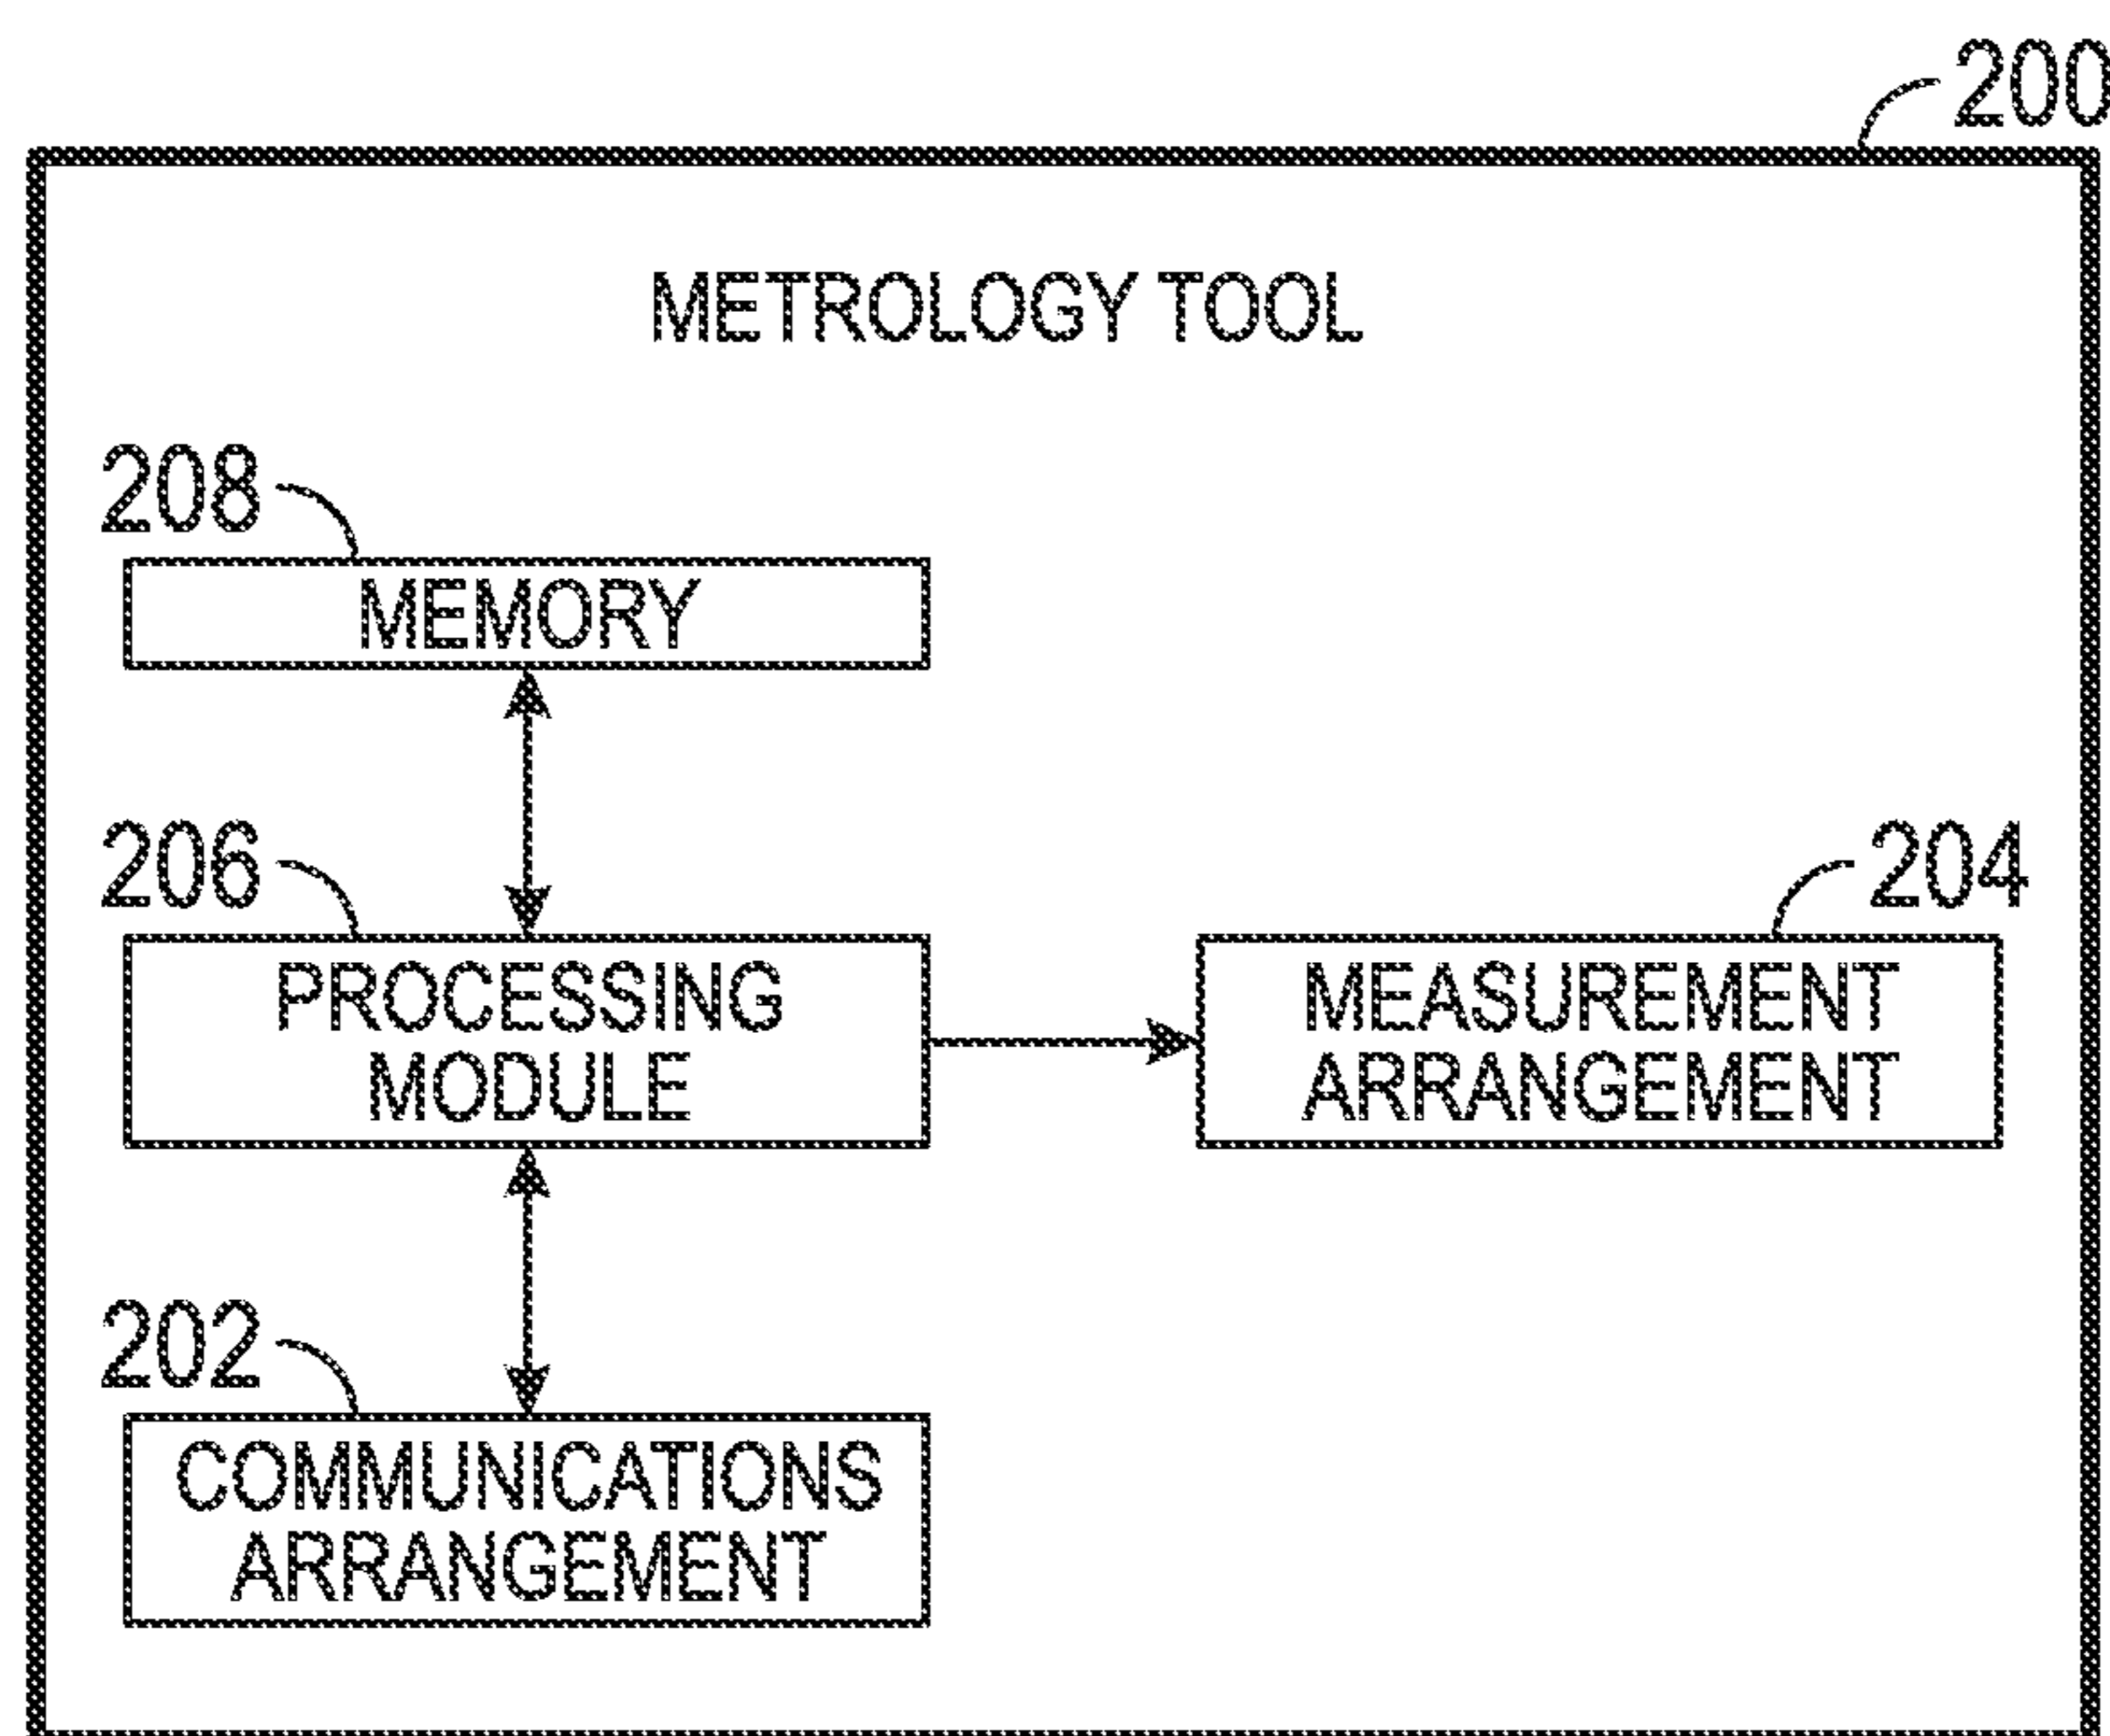 200
METROLOGY TOOL
208
MEMORY
206
PROCESSING
MODULE
204
MEASUREMENT
ARRANGEMENT
202
COMMUNICATIONS
ARRANGEMENT